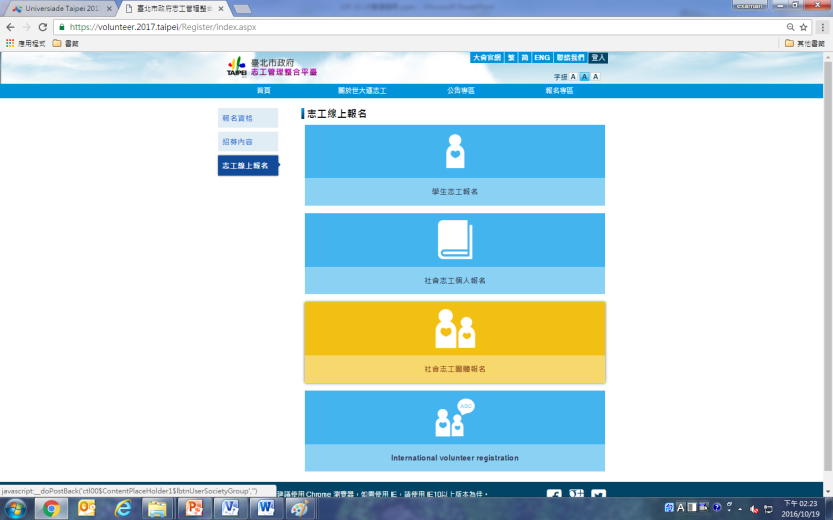 Universiade Taipei 201
臺北市政府志工管理整合
examan
https://volunteer.2017.taipei/Register/index.aspx
應用程式
書籤
其他書籤
臺北市政府
志工管理整合平臺
TAIPEI
大會官網 繁 简 ENG 聯絡我們 登入
字級 A A A
首頁 關於世大運志工 公告專區 報名專區
報名資格
招募內容
志工線上報名
志工線上報名
學生志工報名
社會志工個人報名
社會志工團體報名
ABC
International volunteer registration
javascript:__doPostBack('ctl00$ContentPlaceHolder1$lbtnUserSocietyGroup','')
建議使用 Chrome 瀏覽器，如需使用 IE，請使用 IE10以上版本為佳。
下午 02:23
2016/10/19